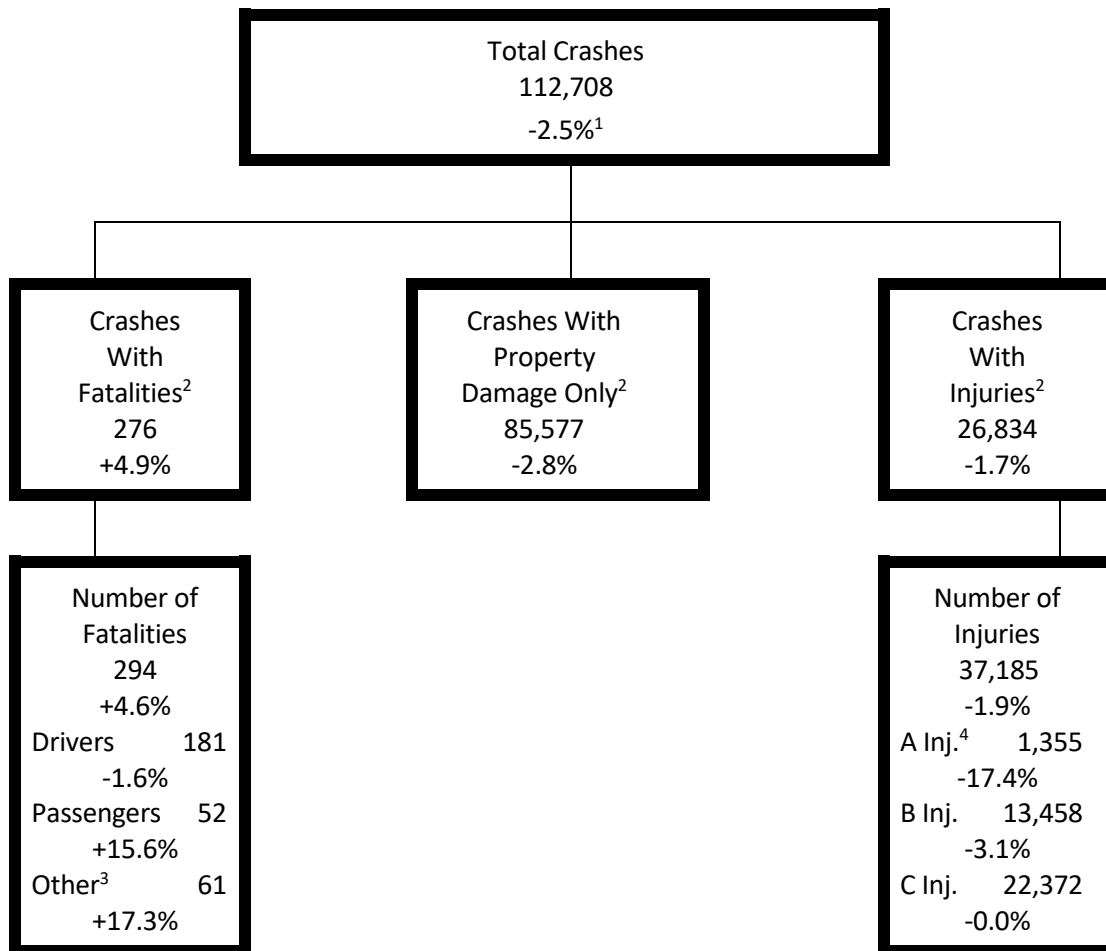 Total Crashes
112,708
-2.5%¹
Crashes
With
Fatalities²
276
+4.9%
Crashes With
Property
Damage Only²
85,577
-2.8%
Crashes
With
Injuries²
26,834
-1.7%
Number of
Fatalities
294
+4.6%
Drivers 181
-1.6%
Passengers 52
+15.6%
Other³ 61
+17.3%
Number of
Injuries
37,185
-1.9%
A Inj.⁴ 1,355
-17.4%
B Inj. 13,458
-3.1%
C Inj. 22,372
-0.0%